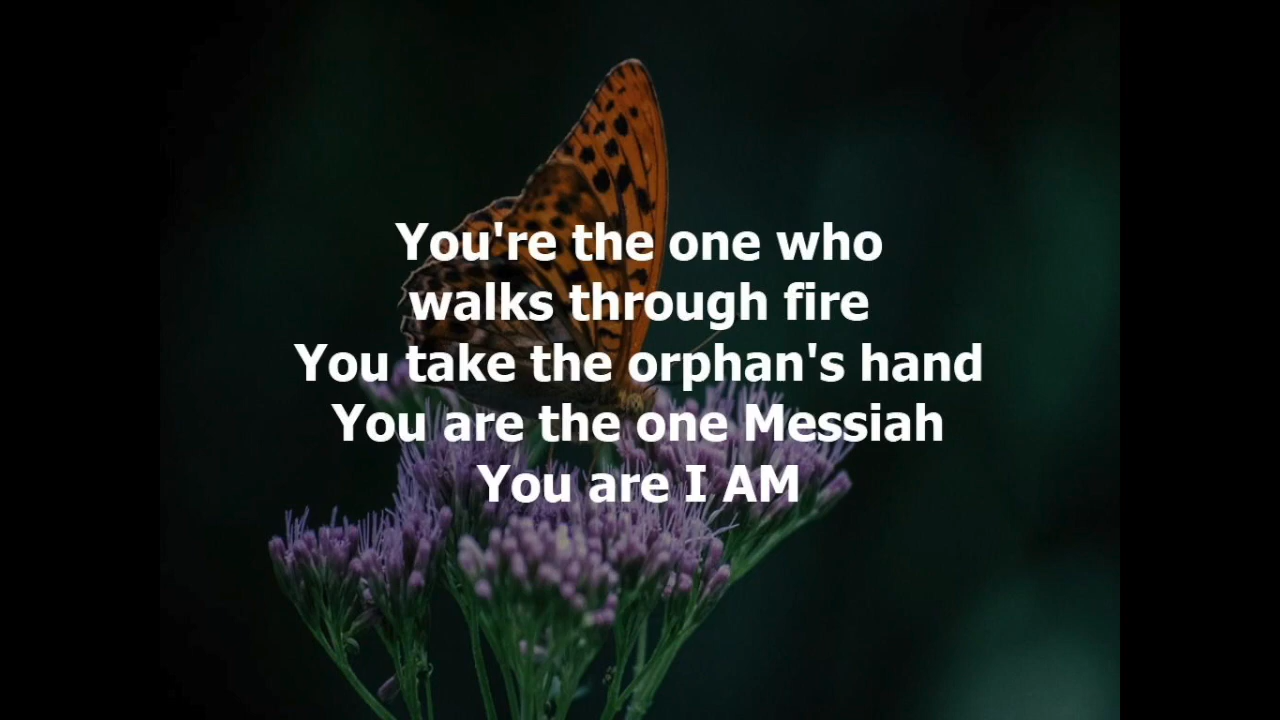 You're the one who
walks through fire
You take the orphan's hand
You are the one Messiah
You are I AM